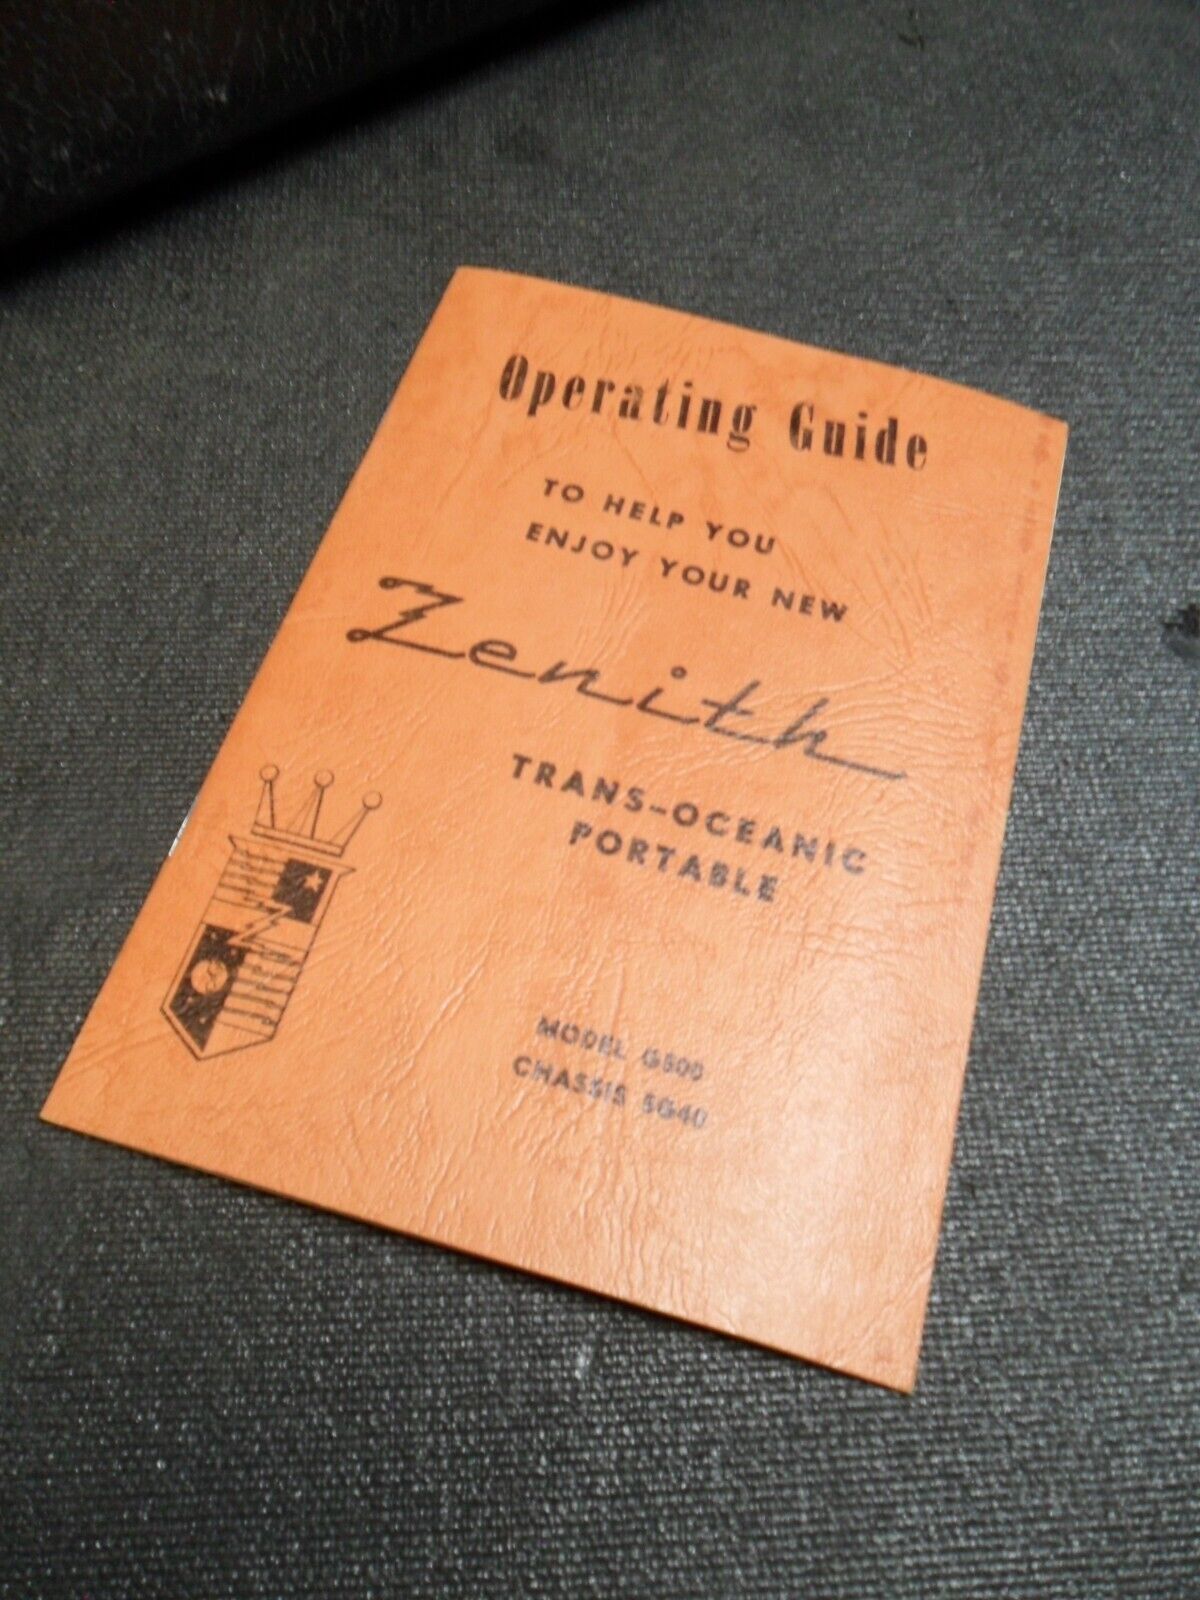 Operating Guide
TO HELP YOU
ENJOY YOUR NEW
Zenith
TRANS-OCEANIC
PORTABLE
MODEL G500
CHASSIS 5G40